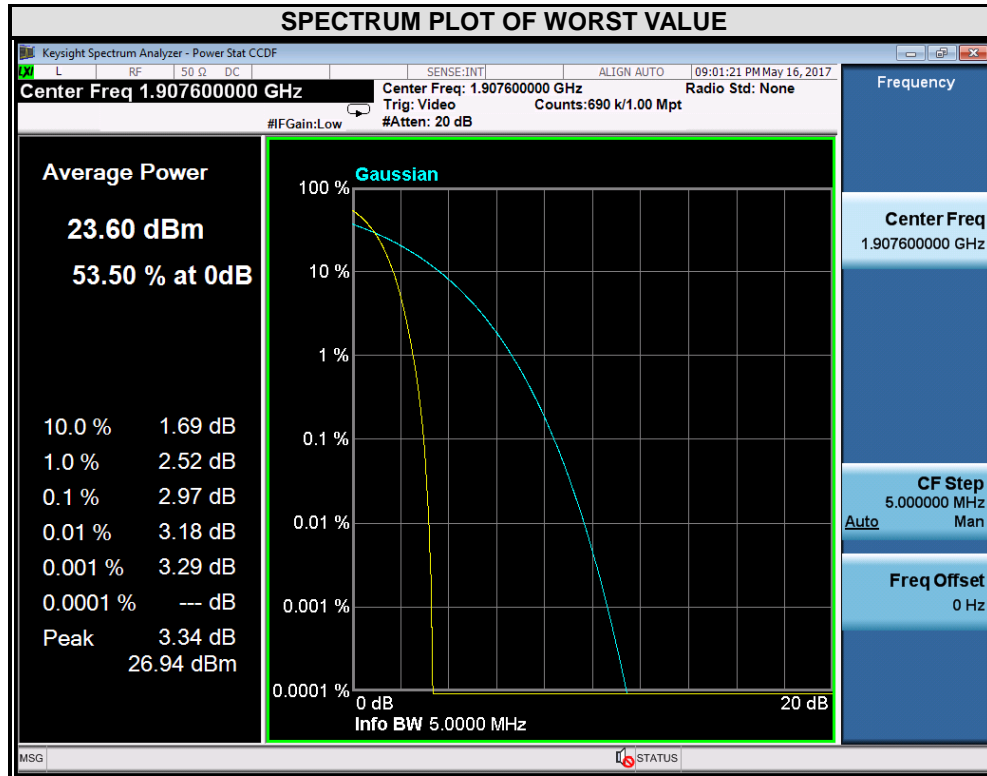 SPECTRUM PLOT OF WORST VALUE
Keysight Spectrum Analyzer - Power Stat CCDF
LXI L RF 50 Ω DC SENSE:INT ALIGN AUTO 09:01:21 PM May 16, 2017
Center Freq 1.907600000 GHz
Center Freq: 1.907600000 GHz Radio Std: None
Trig: Video Counts:690 k/1.00 Mpt
#IFGain:Low #Atten: 20 dB
Average Power
23.60 dBm
53.50 % at 0dB
10.0 % 1.69 dB
1.0 % 2.52 dB
0.1 % 2.97 dB
0.01 % 3.18 dB
0.001 % 3.29 dB
0.0001 % --- dB
Peak 3.34 dB
26.94 dBm
Gaussian
100 %
10 %
1 %
0.1 %
0.01 %
0.001 %
0.0001 %
0 dB 20 dB
Info BW 5.0000 MHz
Frequency
Center Freq
1.907600000 GHz
CF Step
5.000000 MHz
Auto Man
Freq Offset
0 Hz
MSG STATUS